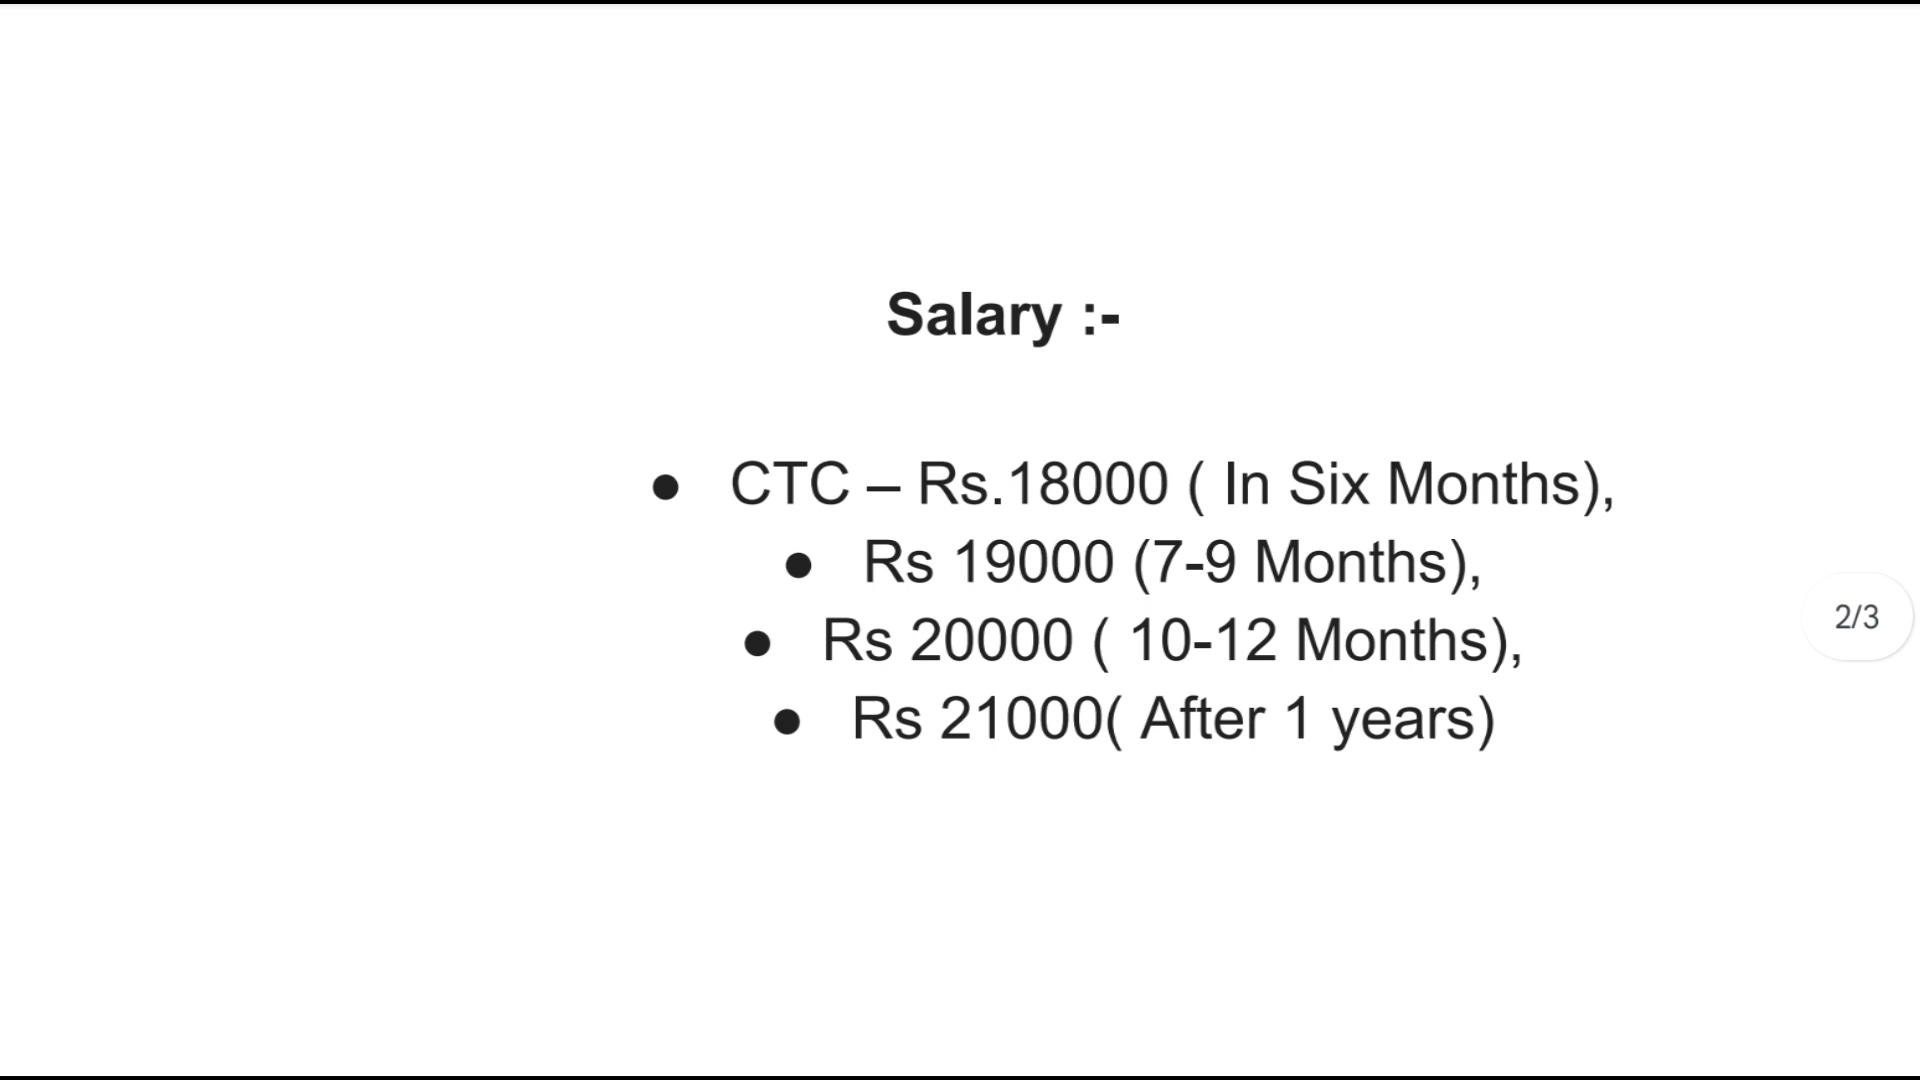 Salary :-
● CTC – Rs.18000 ( In Six Months),
● Rs 19000 (7-9 Months),
● Rs 20000 ( 10-12 Months),
● Rs 21000( After 1 years)
2/3